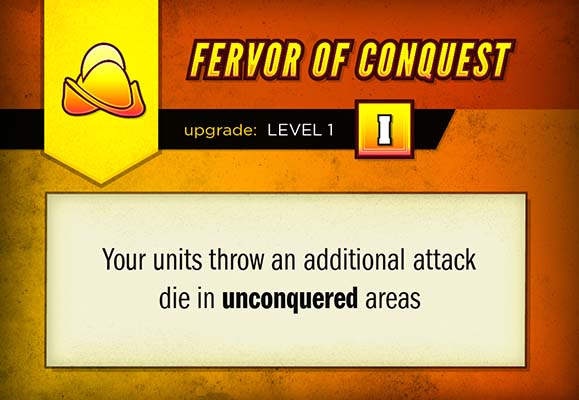 FERVOR OF CONQUEST
upgrade: LEVEL 1 I
Your units throw an additional attack
die in unconquered areas